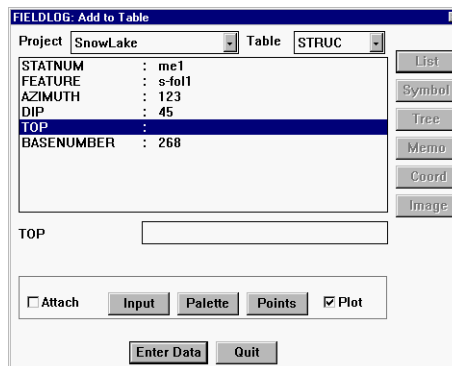 FIELDLOG: Add to Table
Project SnowLake Table STRUC
List
Symbol
Tree
Memo
Coord
Image
STATNUM : me1
FEATURE : s-fol1
AZIMUTH : 123
DIP : 45
TOP :
BASENUMBER : 268
TOP
Attach Input Palette Points Plot
Enter Data Quit